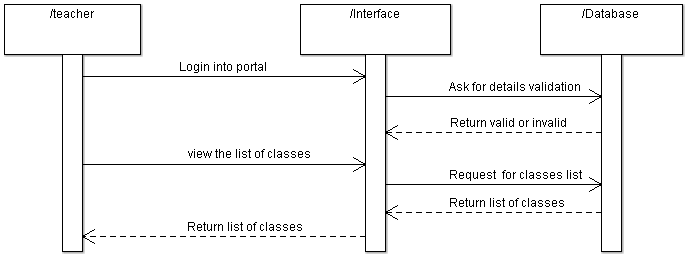 /teacher
/Interface
/Database
Login into portal
Ask for details validation
Return valid or invalid
view the list of classes
Request for classes list
Return list of classes
Return list of classes